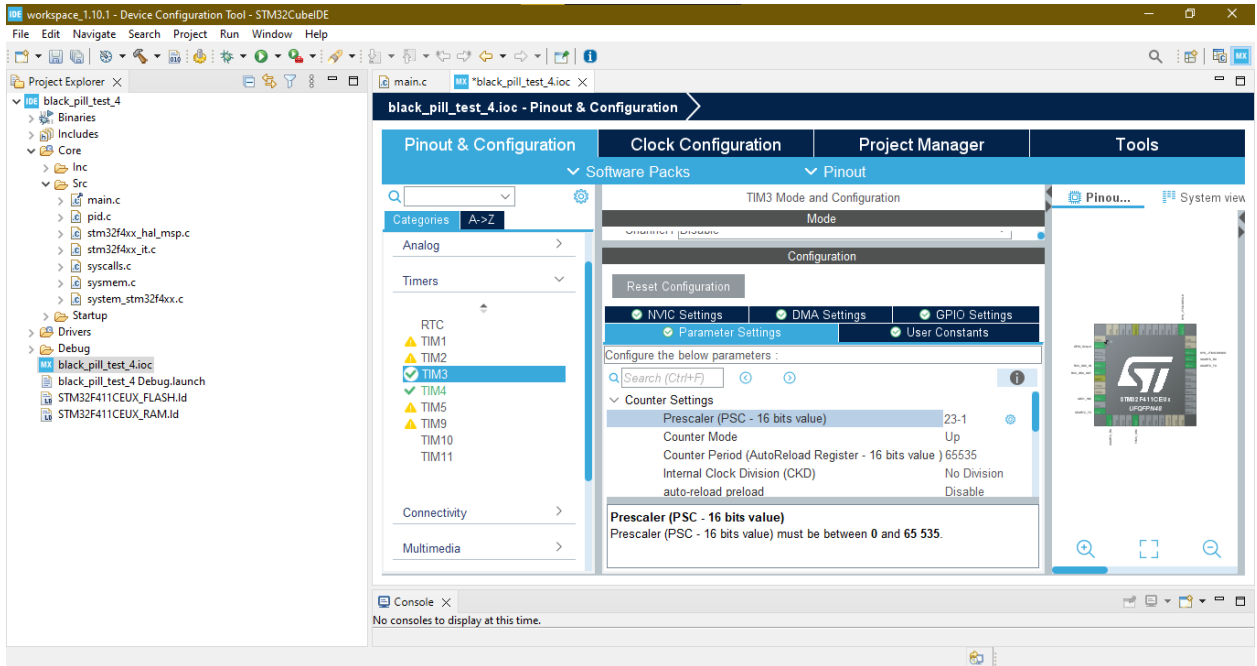 IDE workspace_1.10.1 - Device Configuration Tool - STM32CubeIDE
File Edit Navigate Search Project Run Window Help
Project Explorer
main.c
MX *black_pill_test_4.ioc
MX
IDE black_pill_test_4
Binaries
Includes
Core
Inc
Src
main.c
pid.c
stm32f4xx_hal_msp.c
stm32f4xx_it.c
syscalls.c
sysmem.c
system_stm32f4xx.c
Startup
Drivers
Debug
MX black_pill_test_4.ioc
black_pill_test_4 Debug.launch
STM32F411CEUX_FLASH.ld
STM32F411CEUX_RAM.ld
black_pill_test_4.ioc - Pinout & Configuration
Pinout & Configuration
Clock Configuration
Project Manager
Tools
Software Packs
Pinout
Categories
A->Z
Analog
Timers
RTC
TIM1
TIM2
TIM3
TIM4
TIM5
TIM9
TIM10
TIM11
Connectivity
Multimedia
TIM3 Mode and Configuration
Mode
Configuration
Reset Configuration
NVIC Settings
DMA Settings
GPIO Settings
Parameter Settings
User Constants
Configure the below parameters :
Search (Ctrl+F)
Counter Settings
Prescaler (PSC - 16 bits value) 23-1
Counter Mode Up
Counter Period (AutoReload Register - 16 bits value ) 65535
Internal Clock Division (CKD) No Division
auto-reload preload Disable
Prescaler (PSC - 16 bits value)
Prescaler (PSC - 16 bits value) must be between 0 and 65 535.
Pinou...
System view
STM32F411CEUx
UFQFPN48
Console
No consoles to display at this time.